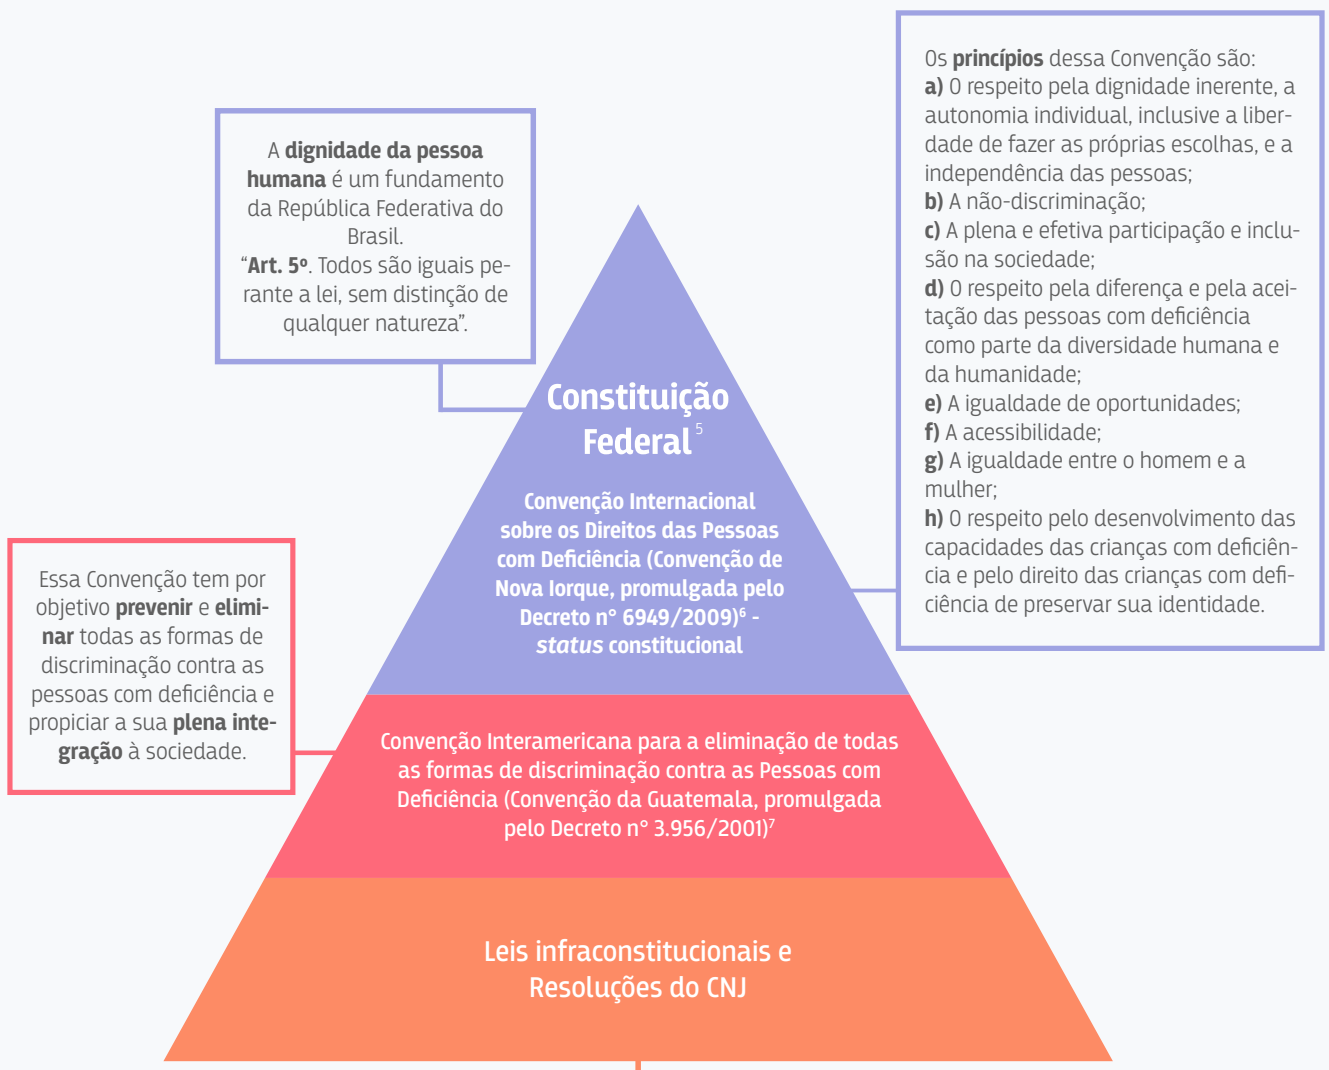 A dignidade da pessoa
humana é um fundamento
da República Federativa do
Brasil.
“Art. 5º. Todos são iguais pe-
rante a lei, sem distinção de
qualquer natureza”.
Os princípios dessa Convenção são:
a) O respeito pela dignidade inerente, a
autonomia individual, inclusive a liber-
dade de fazer as próprias escolhas, e a
independência das pessoas;
b) A não-discriminação;
c) A plena e efetiva participação e inclu-
são na sociedade;
d) O respeito pela diferença e pela acei-
tação das pessoas com deficiência
como parte da diversidade humana e
da humanidade;
e) A igualdade de oportunidades;
f) A acessibilidade;
g) A igualdade entre o homem e a
mulher;
h) O respeito pelo desenvolvimento das
capacidades das crianças com deficiên-
cia e pelo direito das crianças com defi-
ciência de preservar sua identidade.
Constituição
Federal 5
Convenção Internacional
sobre os Direitos das Pessoas
com Deficiência (Convenção de
Nova Iorque, promulgada pelo
Decreto n° 6949/2009)6 -
status constitucional
Essa Convenção tem por
objetivo prevenir e elimi-
nar todas as formas de
discriminação contra as
pessoas com deficiência e
propiciar a sua plena inte-
gração à sociedade.
Convenção Interamericana para a eliminação de todas
as formas de discriminação contra as Pessoas com
Deficiência (Convenção da Guatemala, promulgada
pelo Decreto n° 3.956/2001)7
Leis infraconstitucionais e
Resoluções do CNJ